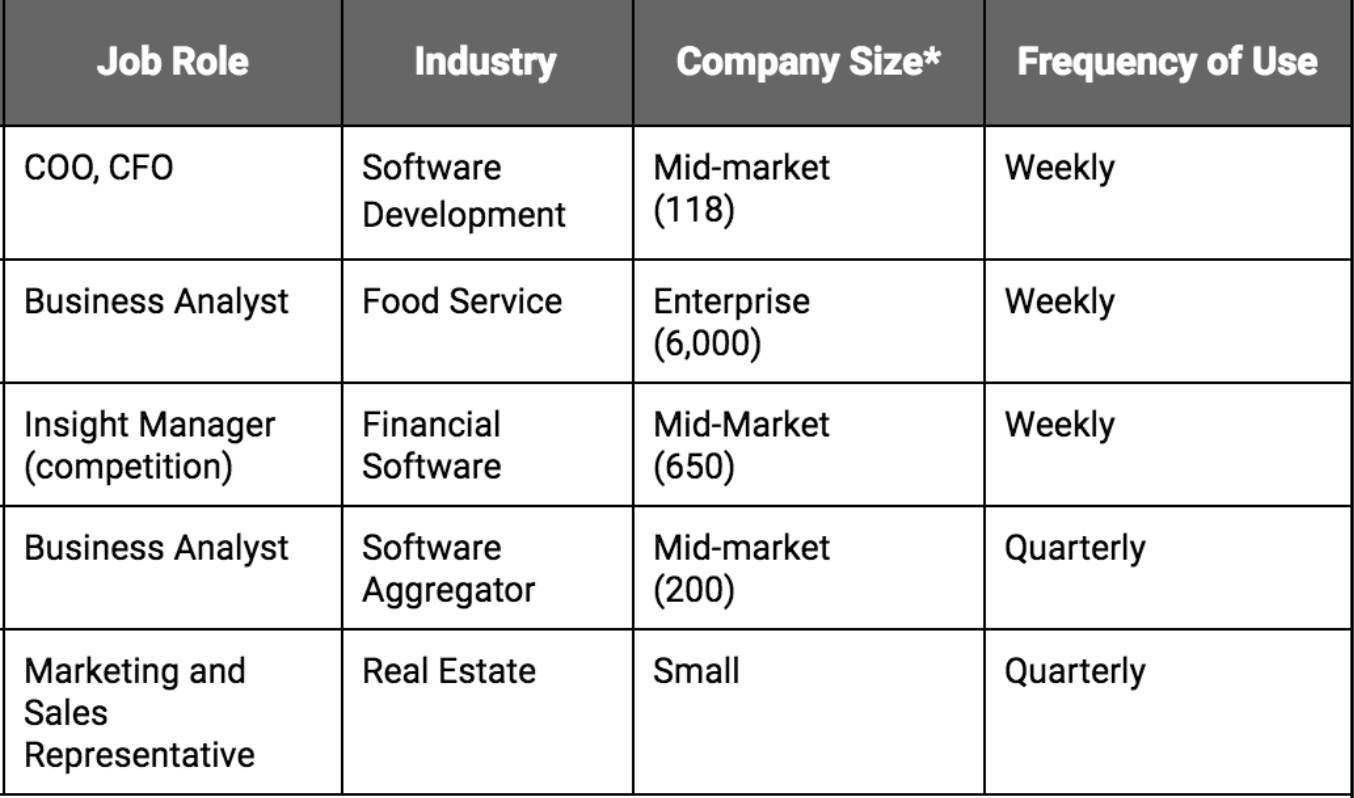 Job Role Industry Company Size* Frequency of Use
COO, CFO Software Mid-market Weekly
Development (118)
Business Analyst Food Service Enterprise Weekly
(6,000)
Insight Manager Financial Mid-Market Weekly
(competition) Software (650)
Business Analyst Software Mid-market Quarterly
Aggregator (200)
Marketing and Real Estate Small Quarterly
Sales
Representative